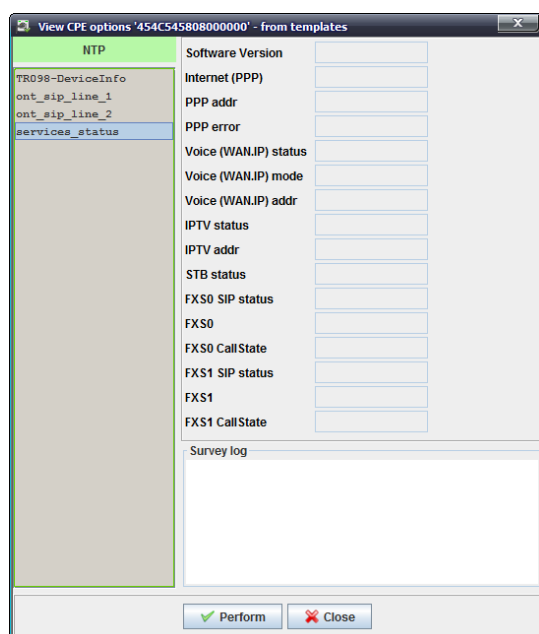 View CPE options '454C545808000000' - from templates
NTP
TR098-DeviceInfo
ont_sip_line_1
ont_sip_line_2
services_status
Software Version
Internet (PPP)
PPP addr
PPP error
Voice (WAN.IP) status
Voice (WAN.IP) mode
Voice (WAN.IP) addr
IPTV status
IPTV addr
STB status
FXS0 SIP status
FXS0
FXS0 CallState
FXS1 SIP status
FXS1
FXS1 CallState
Survey log
Perform
Close